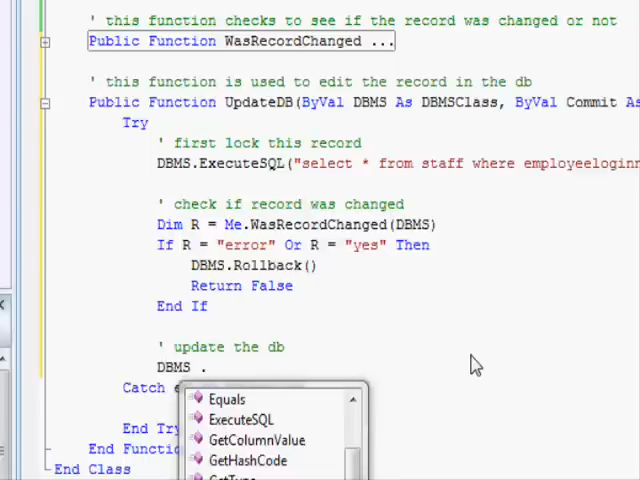 ' this function checks to see if the record was changed or not
Public Function WasRecordChanged ...
' this function is used to edit the record in the db
Public Function UpdateDB(ByVal DBMS As DBMSClass, ByVal Commit As
Try
' first lock this record
DBMS.ExecuteSQL("select * from staff where employeeloginn
' check if record was changed
Dim R = Me.WasRecordChanged(DBMS)
If R = "error" Or R = "yes" Then
DBMS.Rollback()
Return False
End If
' update the db
DBMS .
Catch e
Equals
ExecuteSQL
GetColumnValue
End Try
GetHashCode
End Functio
GetType
End Class